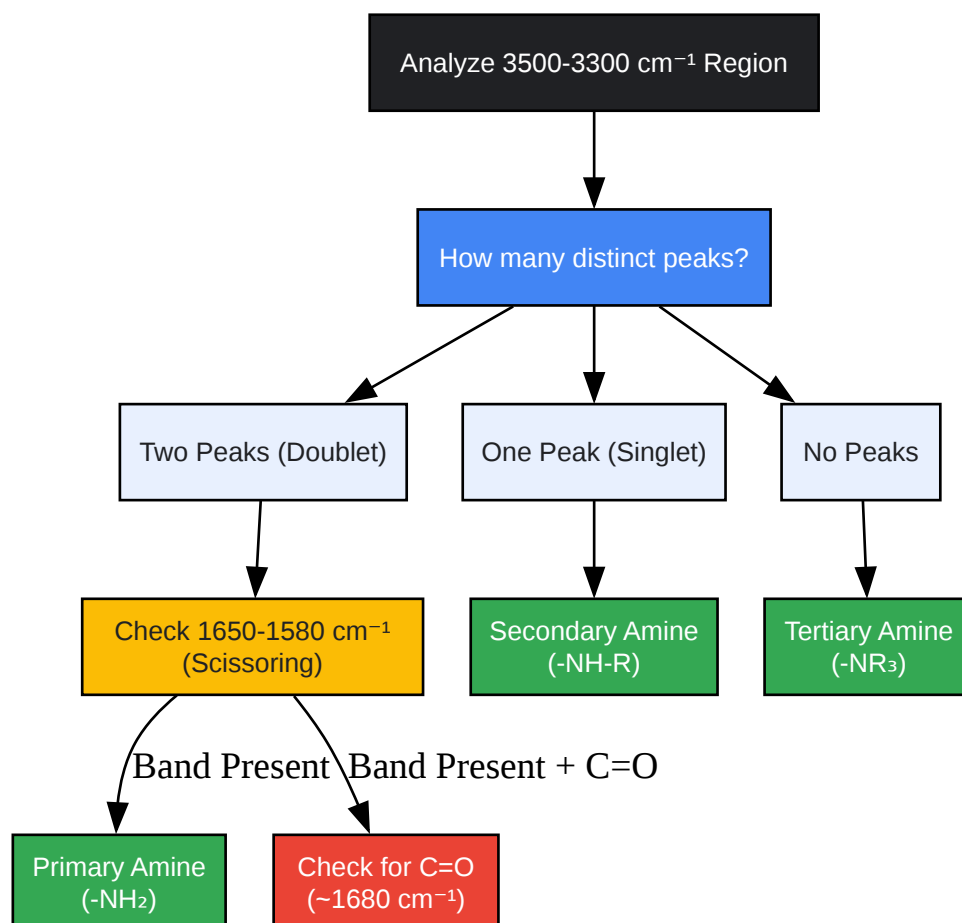 Analyze 3500-3300 cm⁻¹ Region
How many distinct peaks?
Two Peaks (Doublet)
One Peak (Singlet)
No Peaks
Check 1650-1580 cm⁻¹
(Scissoring)
Secondary Amine
(-NH-R)
Tertiary Amine
(-NR₃)
Band Present
Band Present + C=O
Primary Amine
(-NH₂)
Check for C=O
(~1680 cm⁻¹)